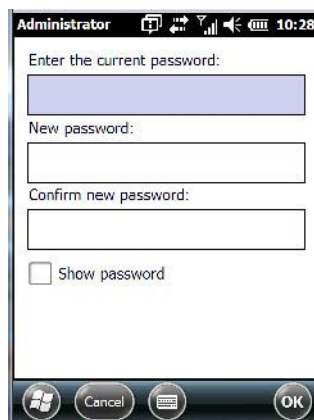 Administrator 10:28
Enter the current password:
New password:
Confirm new password:
Show password
Cancel OK